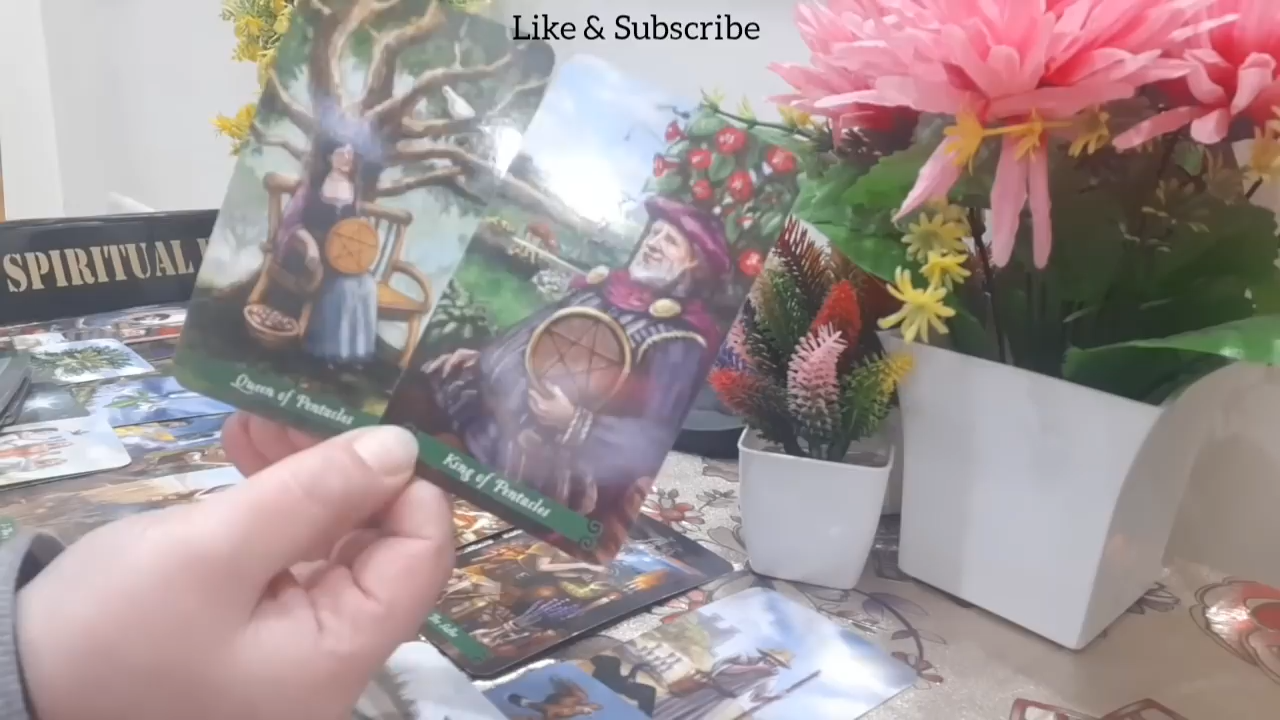 Like & Subscribe
SPIRITUAL
Queen of Pentacles
King of Pentacles